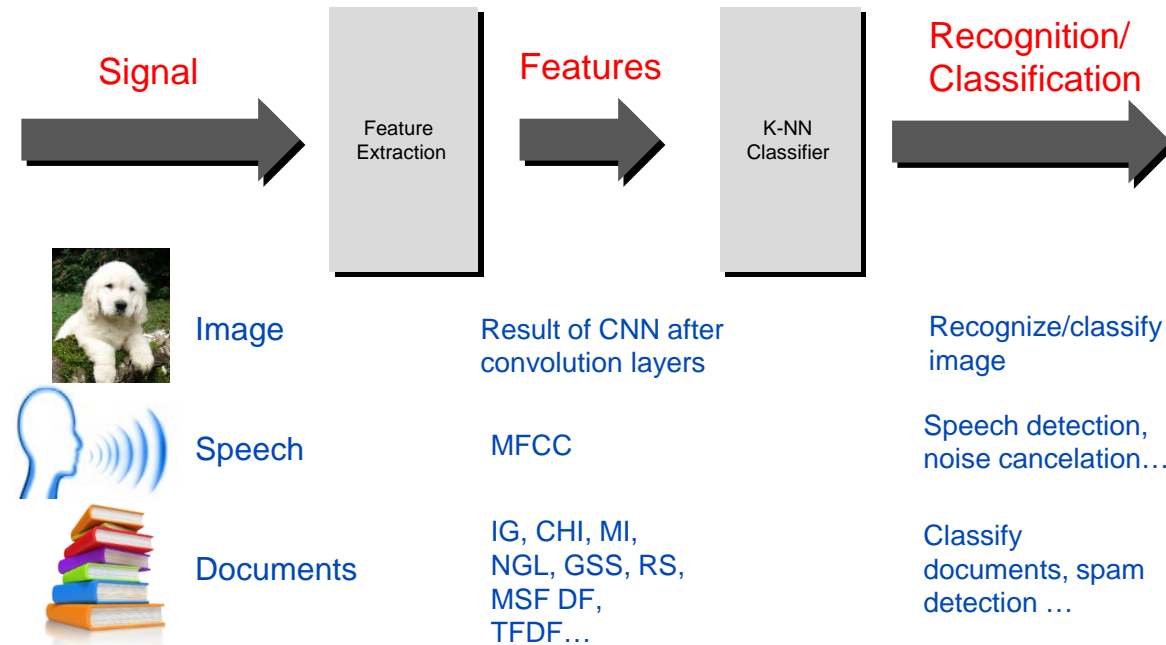 Signal
Features
Recognition/
Classification
Feature
Extraction
K-NN
Classifier
Image
Result of CNN after
convolution layers
Recognize/classify
image
Speech
MFCC
Speech detection,
noise cancelation…
Documents
IG, CHI, MI,
NGL, GSS, RS,
MSF DF,
TFDF…
Classify
documents, spam
detection …